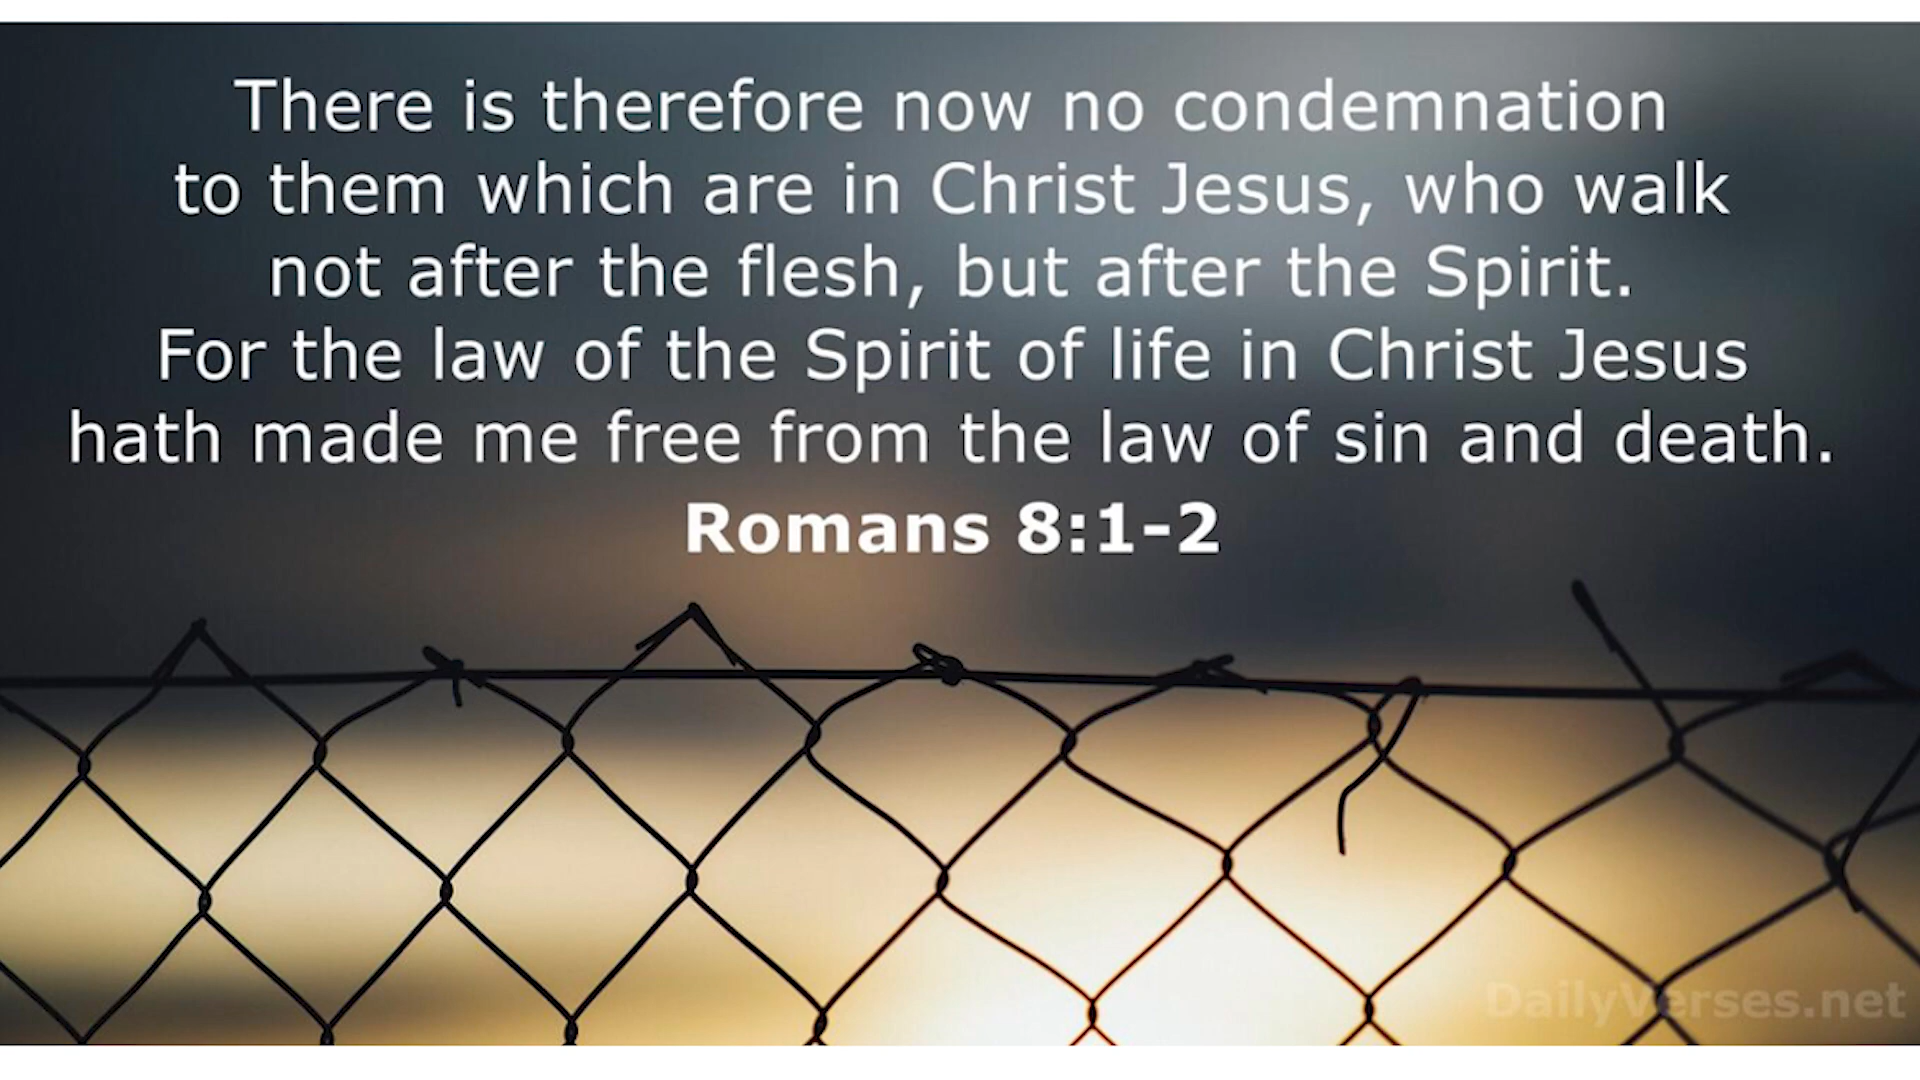 There is therefore now no condemnation
to them which are in Christ Jesus, who walk
not after the flesh, but after the Spirit.
For the law of the Spirit of life in Christ Jesus
hath made me free from the law of sin and death.
Romans 8:1-2
DailyVerses.net